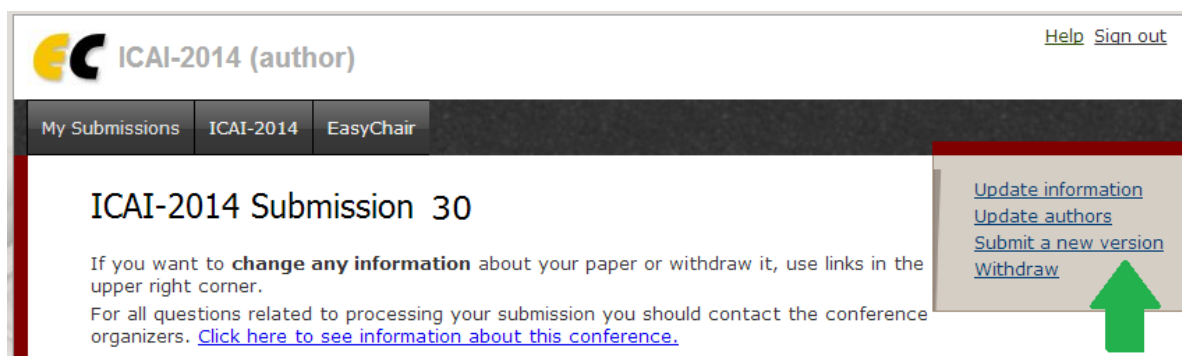 Help Sign out
EC ICAI-2014 (author)
My Submissions ICAI-2014 EasyChair
Update information
Update authors
Submit a new version
Withdraw
ICAI-2014 Submission 30
If you want to change any information about your paper or withdraw it, use links in the
upper right corner.
For all questions related to processing your submission you should contact the conference
organizers. Click here to see information about this conference.